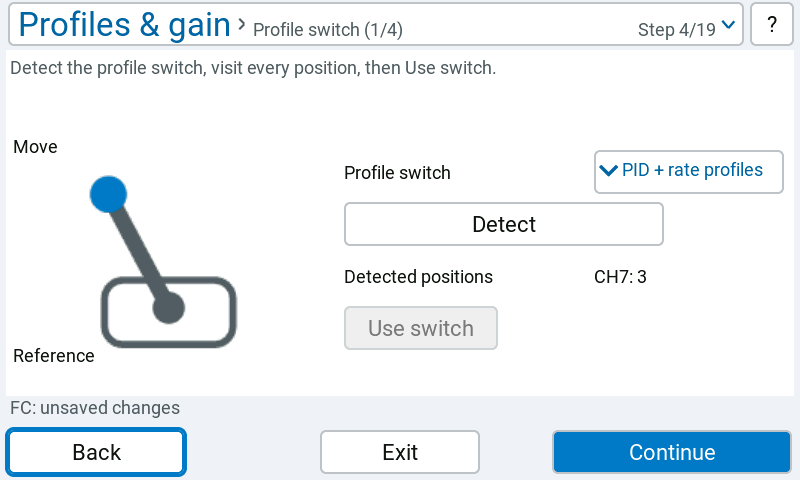 Profiles & gain › Profile switch (1/4) Step 4/19 ?
Detect the profile switch, visit every position, then Use switch.
Move
Profile switch PID + rate profiles
Detect
Detected positions CH7: 3
Use switch
Reference
FC: unsaved changes
Back Exit Continue